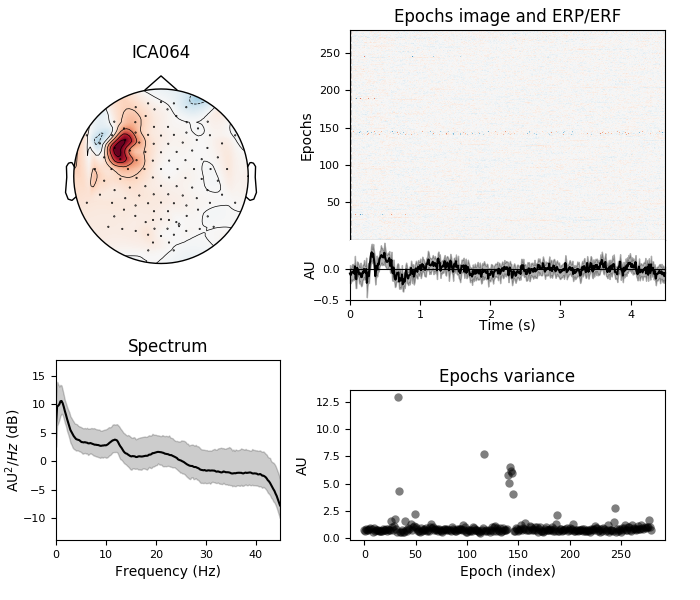 ICA064
Epochs image and ERP/ERF
Epochs
250
200
150
100
50
AU
0.0
−0.5
0 1 2 3 4
Time (s)
Spectrum
AU²/Hz (dB)
15
10
5
0
−5
−10
0 10 20 30 40
Frequency (Hz)
Epochs variance
AU
12.5
10.0
7.5
5.0
2.5
0.0
0 50 100 150 200 250
Epoch (index)